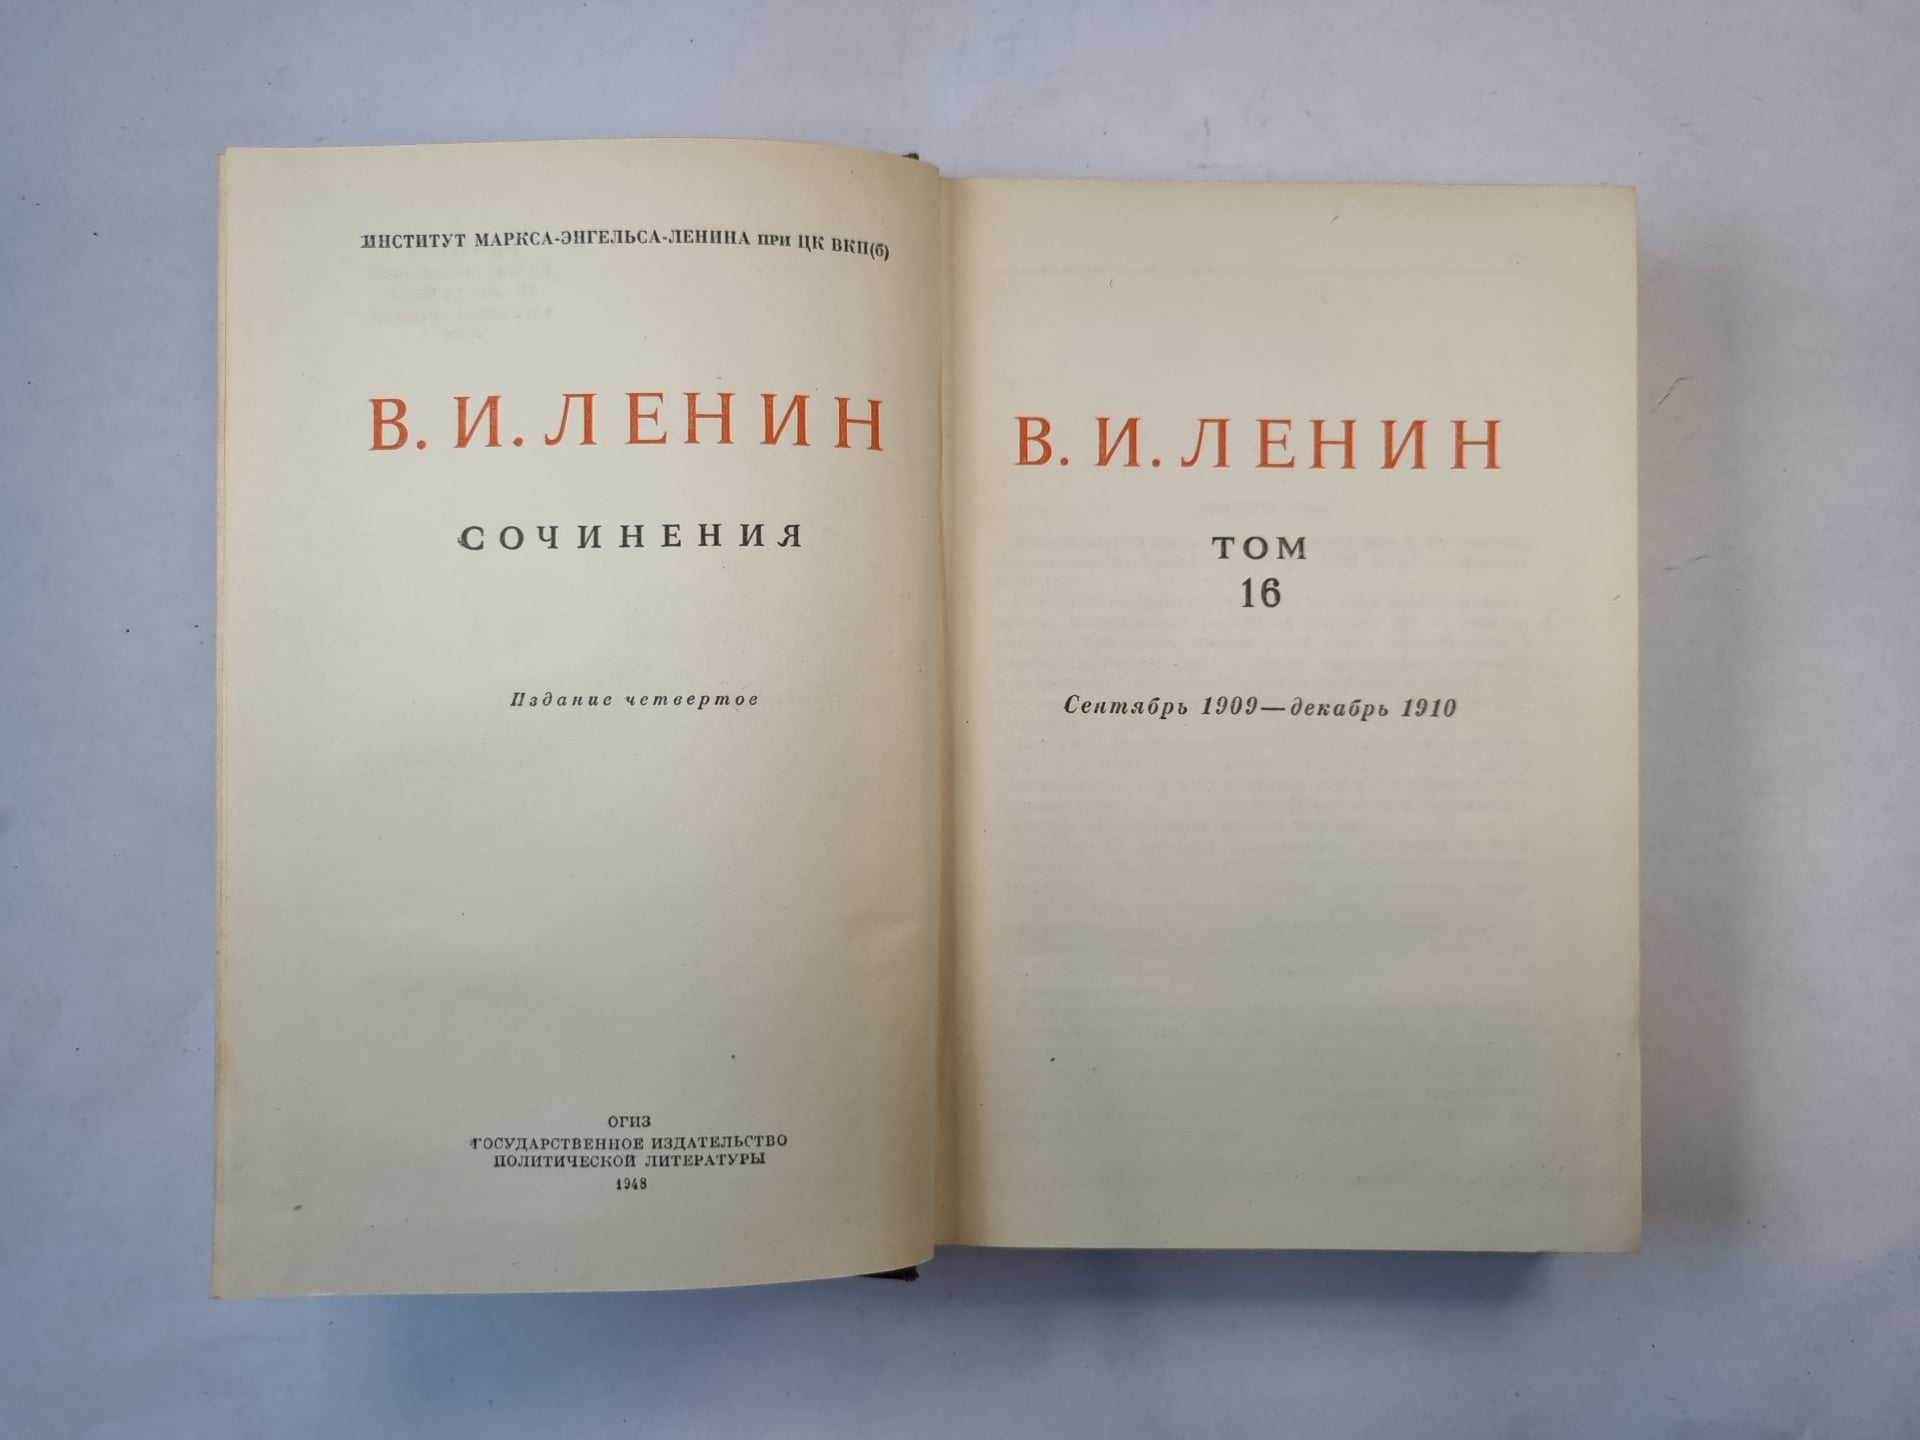 ИНСТИТУТ МАРКСА-ЭНГЕЛЬСА-ЛЕНИНА ПРИ ЦК ВКП(б)
В. И. ЛЕНИН
СОЧИНЕНИЯ
Издание четвертое
ОГИЗ
ГОСУДАРСТВЕННОЕ ИЗДАТЕЛЬСТВО
ПОЛИТИЧЕСКОЙ ЛИТЕРАТУРЫ
1948
В. И. ЛЕНИН
ТОМ
16
Сентябрь 1909—декабрь 1910